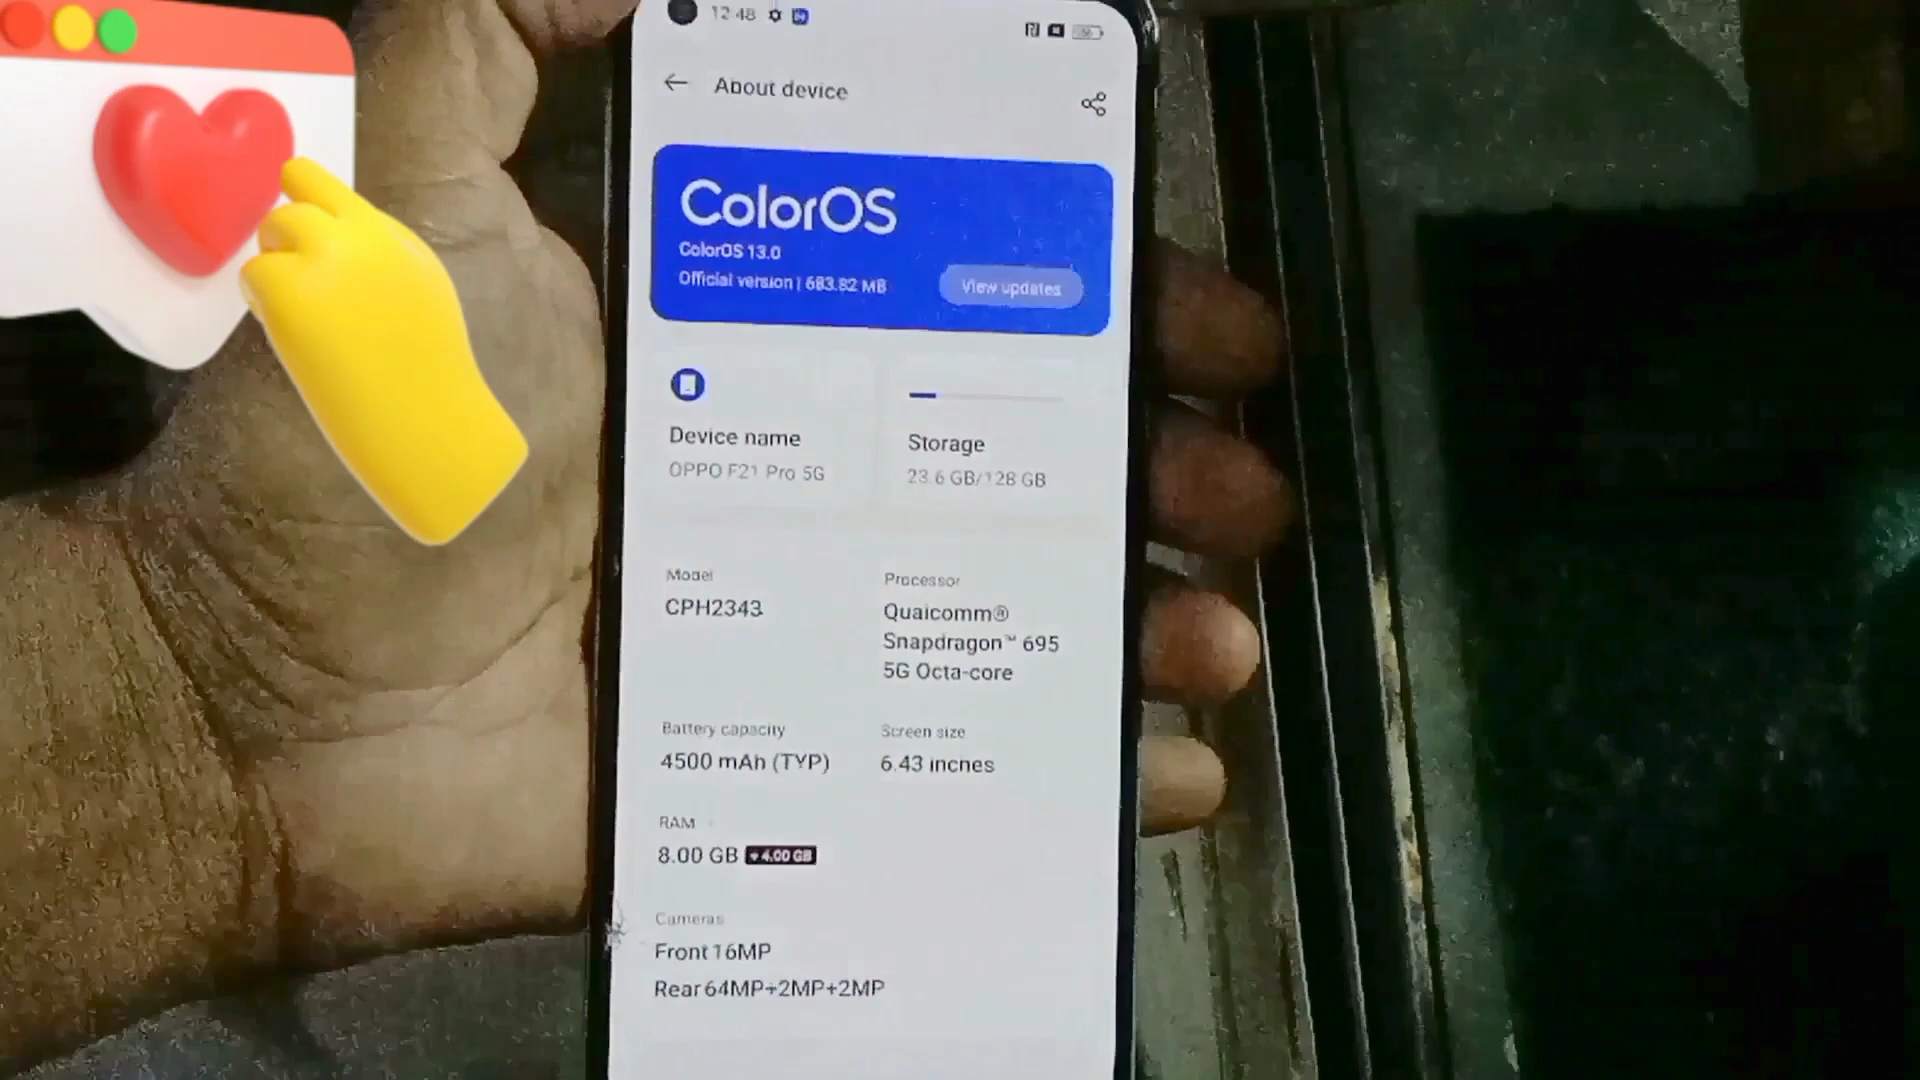 12:48
About device
ColorOS
ColorOS 13.0
Official version | 683.82 MB
View updates
Device name
OPPO F21 Pro 5G
Storage
23.6 GB/128 GB
Model
CPH2343
Processor
Qualcomm®
Snapdragon™ 695
5G Octa-core
Battery capacity
4500 mAh (TYP)
Screen size
6.43 inches
RAM
8.00 GB +4.00 GB
Cameras
Front 16MP
Rear 64MP+2MP+2MP